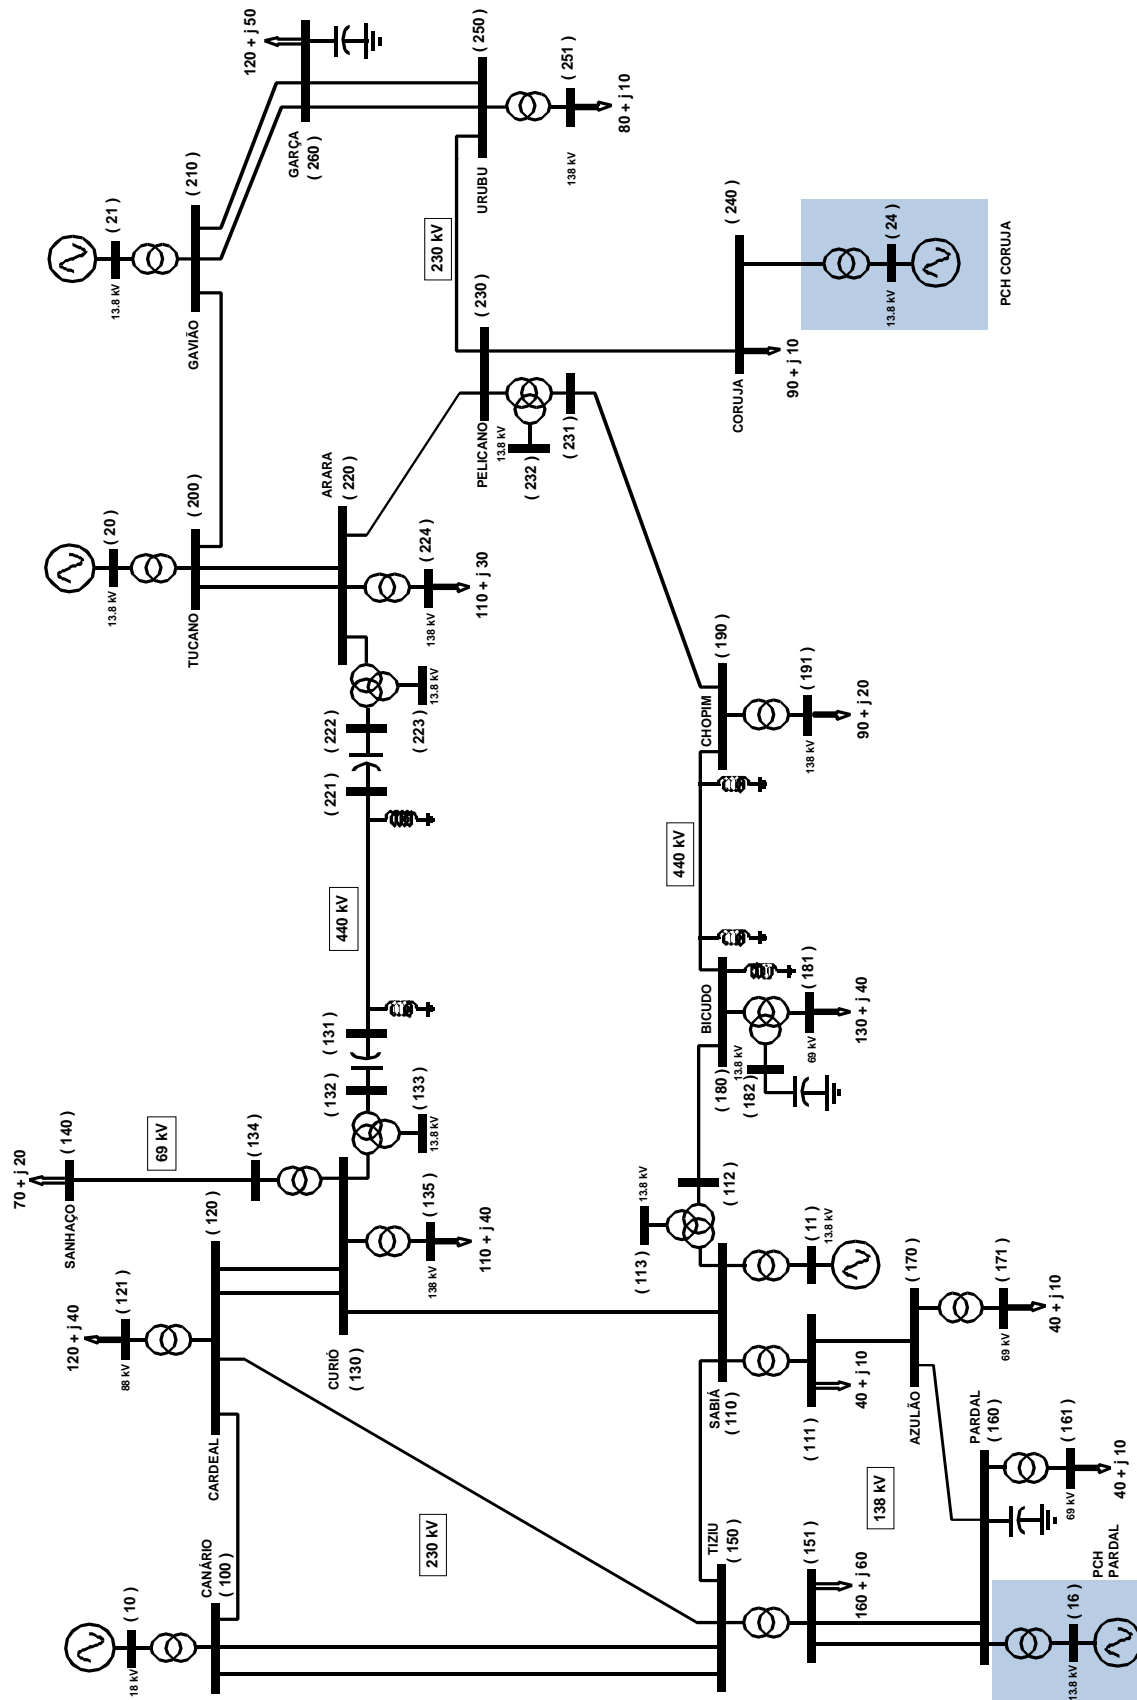 120 + j 50
( 250 )
( 251 )
80 + j 10
138 kV
URUBU
GARÇA
( 260 )
( 210 )
( 21 )
13.8 kV
GAVIÃO
230 kV
( 240 )
( 24 )
13.8 kV
PCH CORUJA
CORUJA
90 + j 10
( 230 )
PELICANO
13.8 kV
( 232 )
( 231 )
( 200 )
( 20 )
13.8 kV
TUCANO
ARARA
( 220 )
( 224 )
138 kV
110 + j 30
13.8 kV
( 223 )
( 222 )
( 221 )
440 kV
( 190 )
CHOPIM
( 191 )
138 kV
90 + j 20
440 kV
BICUDO
( 180 )
( 181 )
69 kV
130 + j 40
13.8 kV
( 182 )
( 131 )
( 132 )
( 133 )
13.8 kV
70 + j 20
( 140 )
SANHAÇO
69 kV
( 134 )
( 135 )
138 kV
110 + j 40
( 120 )
( 121 )
88 kV
120 + j 40
CARDEAL
CURIÓ
( 130 )
( 112 )
13.8 kV
( 113 )
( 11 )
13.8 kV
SABIÁ
( 110 )
40 + j 10
( 111 )
( 170 )
AZULÃO
( 171 )
69 kV
40 + j 10
PARDAL
( 160 )
( 161 )
69 kV
40 + j 10
138 kV
230 kV
CANÁRIO
( 100 )
( 10 )
18 kV
TIZIU
( 150 )
( 151 )
160 + j 60
PCH
PARDAL
( 16 )
13.8 kV